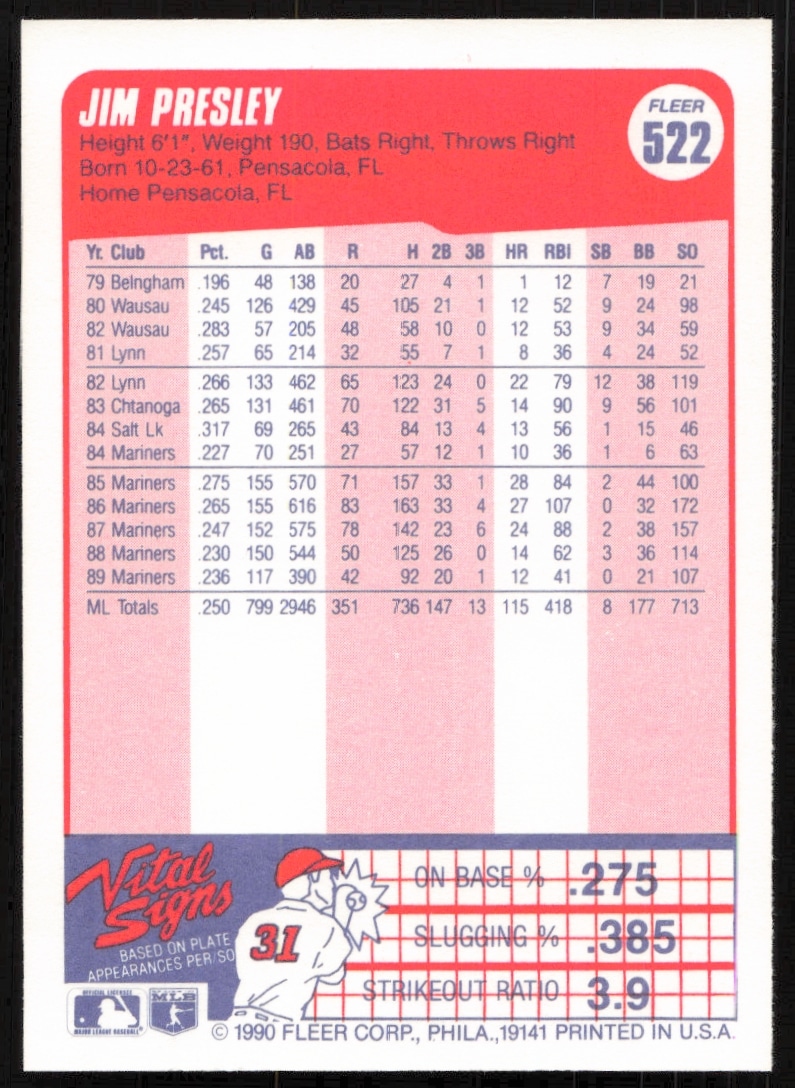 JIM PRESLEY
FLEER
522
Height 6'1", Weight 190, Bats Right, Throws Right
Born 10-23-61, Pensacola, FL
Home Pensacola, FL
Yr. Club Pct. G AB R H 2B 3B HR RBI SB BB SO
79 Belngham .196 48 138 20 27 4 1 1 12 7 19 21
80 Wausau .245 126 429 45 105 21 1 12 52 9 24 98
82 Wausau .283 57 205 48 58 10 0 12 53 9 34 59
81 Lynn .257 65 214 32 55 7 1 8 36 4 24 52
82 Lynn .266 133 462 65 123 24 0 22 79 12 38 119
83 Chtanoga .265 131 461 70 122 31 5 14 90 9 56 101
84 Salt Lk .317 69 265 43 84 13 4 13 56 1 15 46
84 Mariners .227 70 251 27 57 12 1 10 36 1 6 63
85 Mariners .275 155 570 71 157 33 1 28 84 2 44 100
86 Mariners .265 155 616 83 163 33 4 27 107 0 32 172
87 Mariners .247 152 575 78 142 23 6 24 88 2 38 157
88 Mariners .230 150 544 50 125 26 0 14 62 3 36 114
89 Mariners .236 117 390 42 92 20 1 12 41 0 21 107
ML Totals .250 799 2946 351 736 147 13 115 418 8 177 713
Vital
Signs
BASED ON PLATE
APPEARANCES PER/SO
31
ON BASE % .275
SLUGGING % .385
STRIKEOUT RATIO 3.9
OFFICIAL LICENSEE
MAJOR LEAGUE BASEBALL
MLB
© 1990 FLEER CORP., PHILA.,19141 PRINTED IN U.S.A.